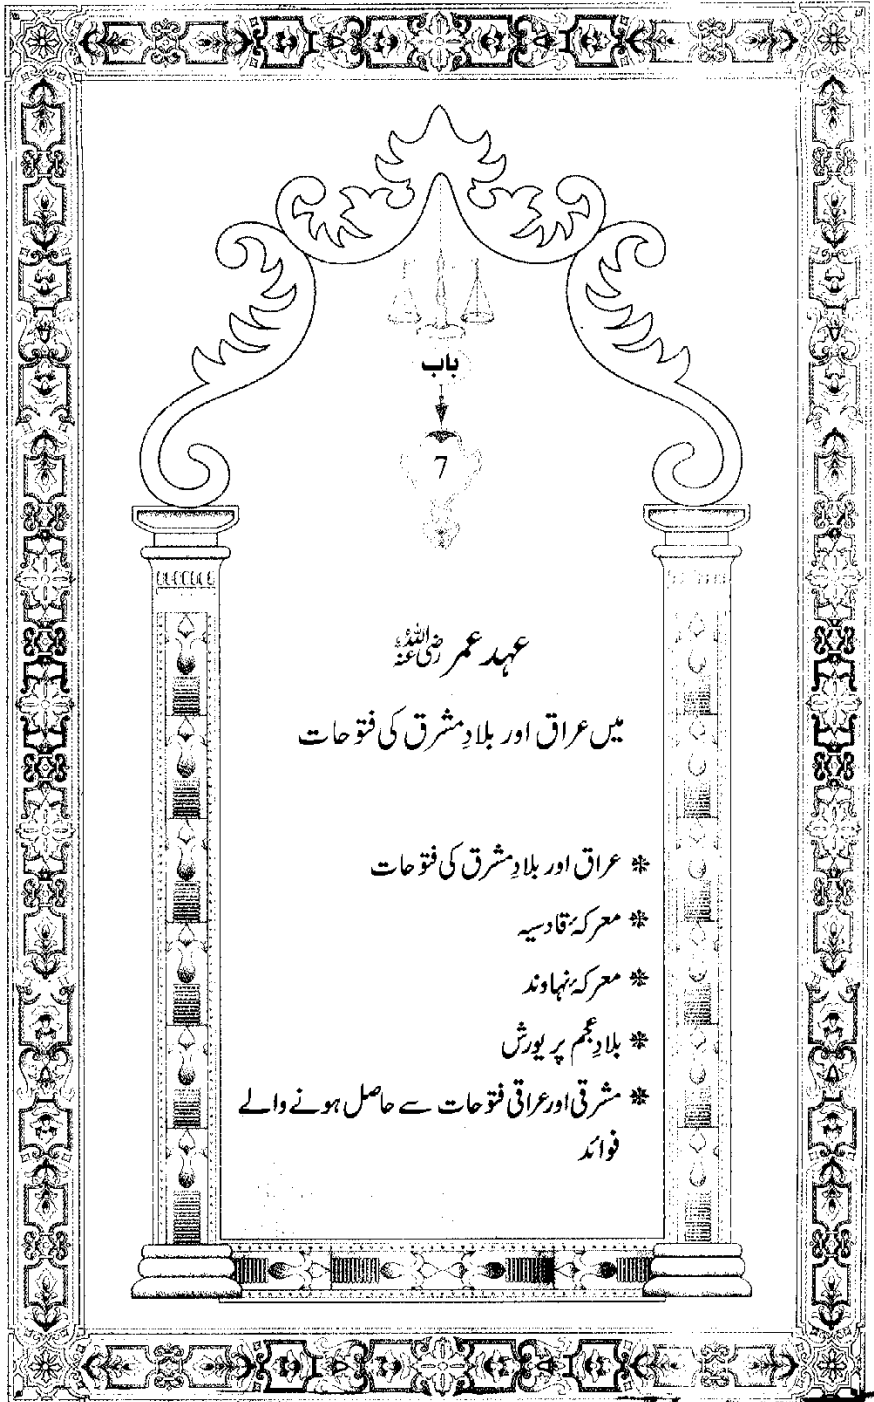 باب
7
عہد عمر رضی اللہ عنہ
میں عراق اور بلادِ مشرق کی فتوحات
❋ عراق اور بلادِ مشرق کی فتوحات
❋ معرکۂ قادسیہ
❋ معرکۂ نہاوند
❋ بلادِ عجم پر یورش
❋ مشرقی اور عراقی فتوحات سے حاصل ہونے والے
فوائد